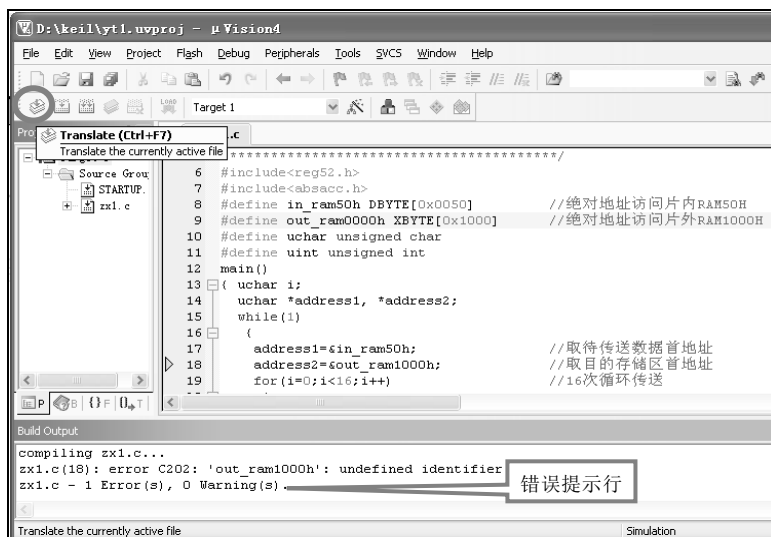 D:\keil\yt1.uvproj - µVision4
File Edit View Project Flash Debug Peripherals Tools SVCS Window Help
LOAD Target 1
Translate (Ctrl+F7)
Translate the currently active file
.c
Source Grou
STARTUP.
zx1.c
****************************************/
6 #include<reg52.h>
7 #include<absacc.h>
8 #define in_ram50h DBYTE[0x0050] //绝对地址访问片内RAM50H
9 #define out_ram0000h XBYTE[0x1000] //绝对地址访问片外RAM1000H
10 #define uchar unsigned char
11 #define uint unsigned int
12 main()
13 { uchar i;
14 uchar *address1, *address2;
15 while(1)
16 {
17 address1=&in_ram50h; //取待传送数据首地址
18 address2=&out_ram1000h; //取目的存储区首地址
19 for(i=0;i<16;i++) //16次循环传送
P B {} F 0 T
Build Output
compiling zx1.c...
zx1.c(18): error C202: 'out_ram1000h': undefined identifier
zx1.c - 1 Error(s), 0 Warning(s).
错误提示行
Translate the currently active file Simulation